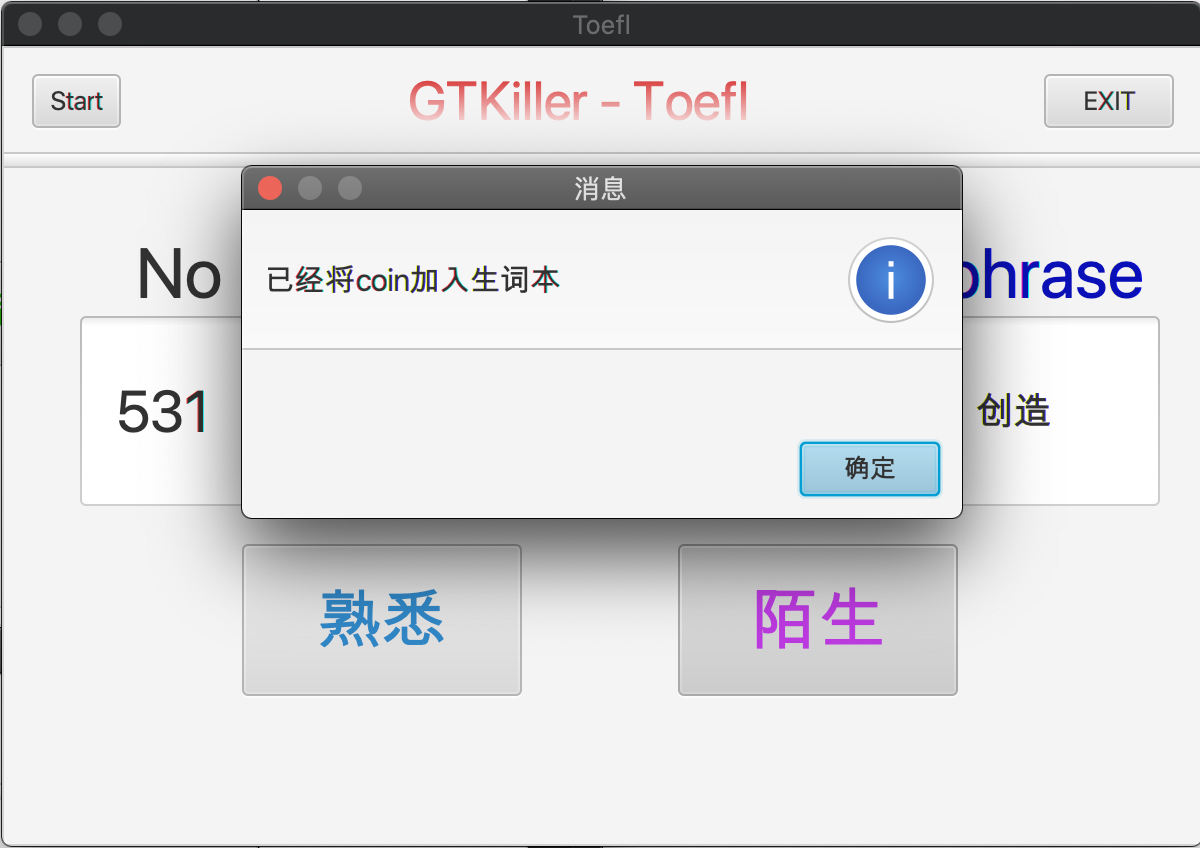 Toefl
Start
GTKiller - Toefl
EXIT
消息
已经将coin加入生词本
No
phrase
531
创造
确定
熟悉
陌生